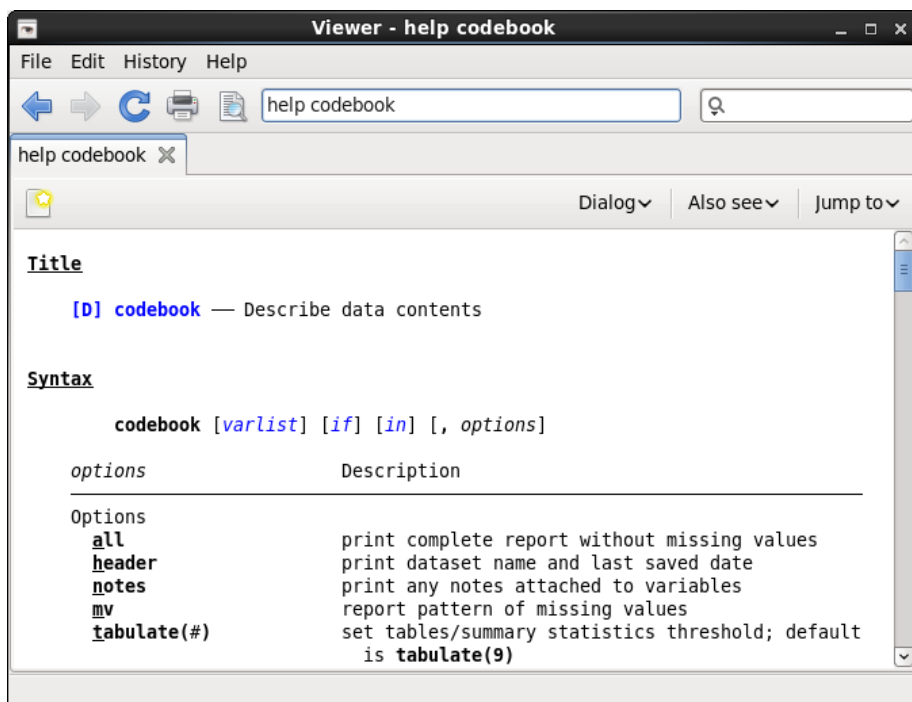 Viewer - help codebook
File Edit History Help
help codebook
help codebook
Dialog Also see Jump to
Title
[D] codebook — Describe data contents
Syntax
codebook [varlist] [if] [in] [, options]
options Description
Options
all print complete report without missing values
header print dataset name and last saved date
notes print any notes attached to variables
mv report pattern of missing values
tabulate(#) set tables/summary statistics threshold; default
is tabulate(9)